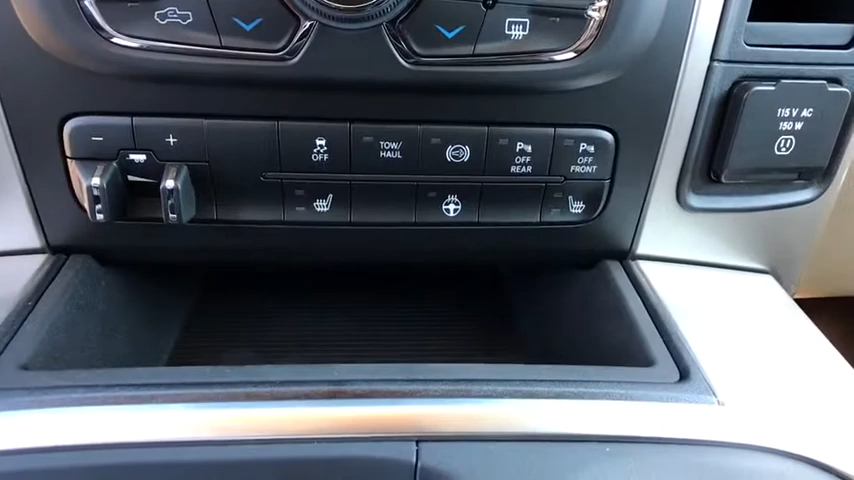 115 V AC
150 W
- +
OFF
TOW/
HAUL
P
OFF
REAR
P
OFF
FRONT